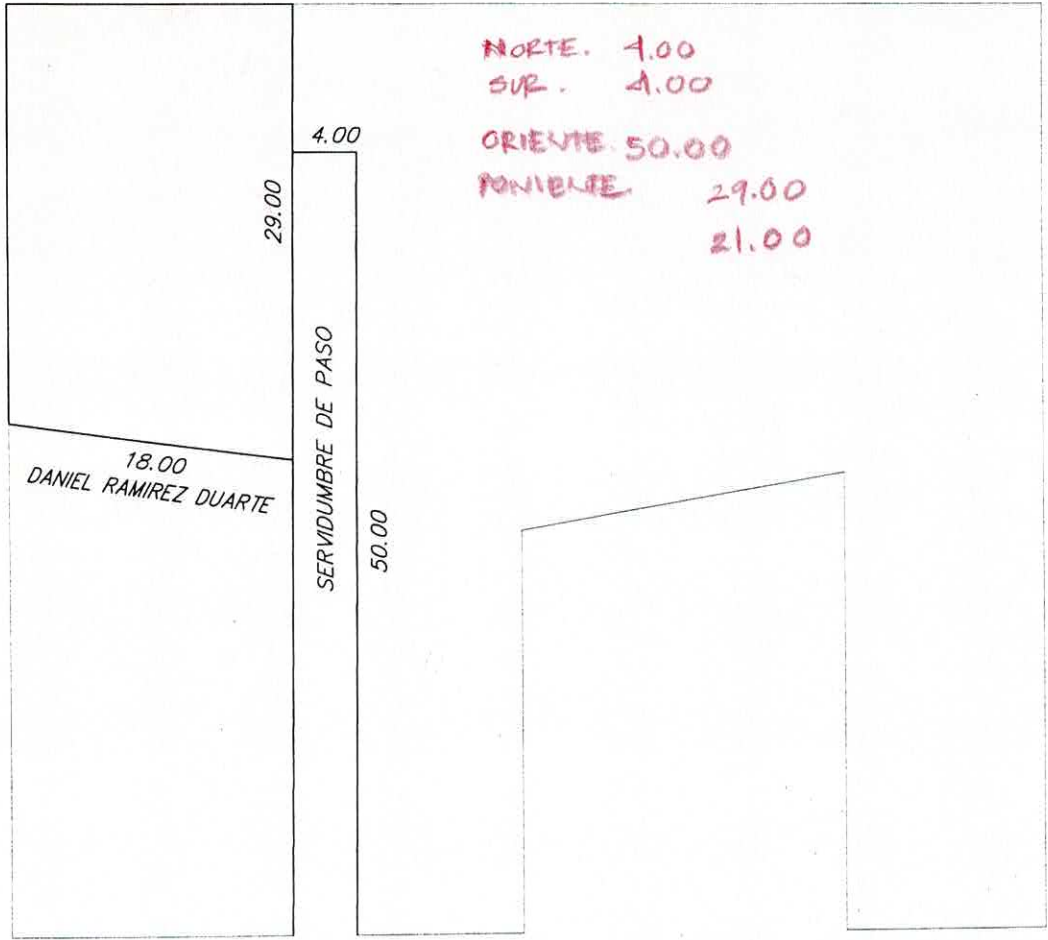 NORTE. 4.00
SUR. 4.00
ORIENTE. 50.00
PONIENTE. 29.00
21.00
4.00
29.00
SERVIDUMBRE DE PASO
50.00
18.00
DANIEL RAMIREZ DUARTE